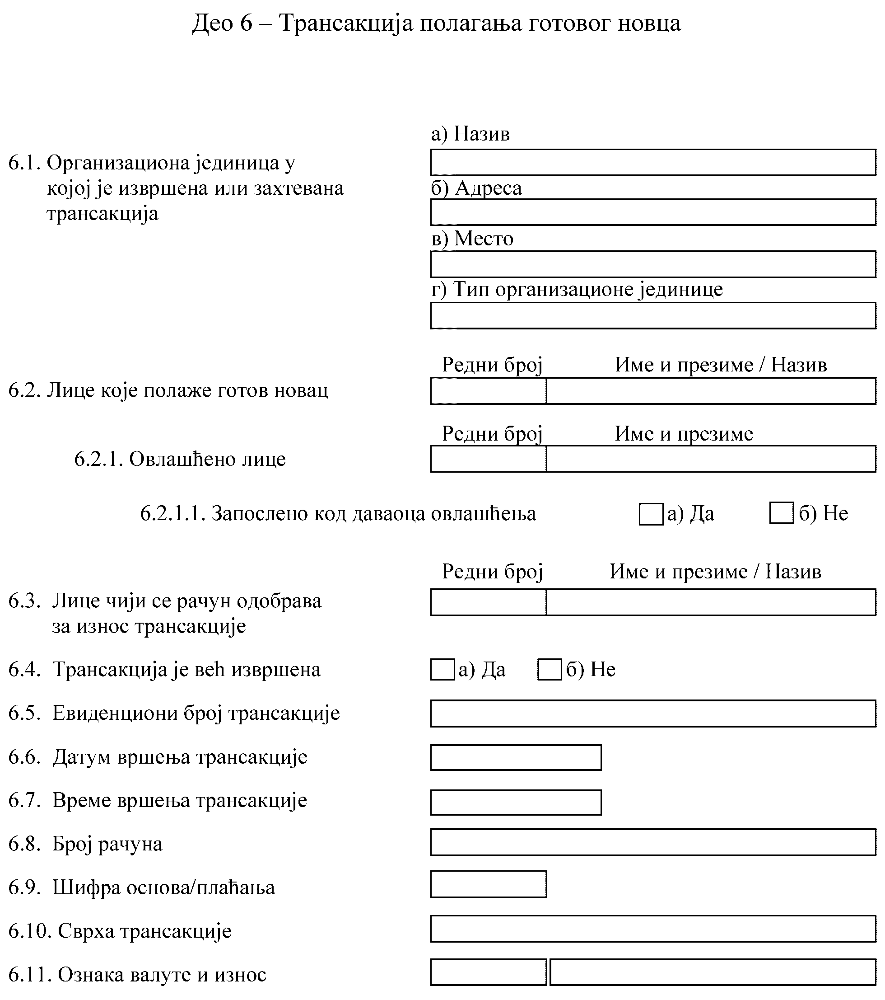 Део 6 – Трансакција полагања готовог новца
а) Назив
6.1. Организациона јединица у
којој је извршена или захтевана
трансакција
б) Адреса
в) Место
г) Тип организационе јединице
Редни број Име и презиме / Назив
6.2. Лице које полаже готов новац
Редни број Име и презиме
6.2.1. Овлашћено лице
6.2.1.1. Запослено код даваоца овлашћења а) Да б) Не
Редни број Име и презиме / Назив
6.3. Лице чији се рачун одобрава
за износ трансакције
6.4. Трансакција је већ извршена а) Да б) Не
6.5. Евиденциони број трансакције
6.6. Датум вршења трансакције
6.7. Време вршења трансакције
6.8. Број рачуна
6.9. Шифра основа/плаћања
6.10. Сврха трансакције
6.11. Ознака валуте и износ